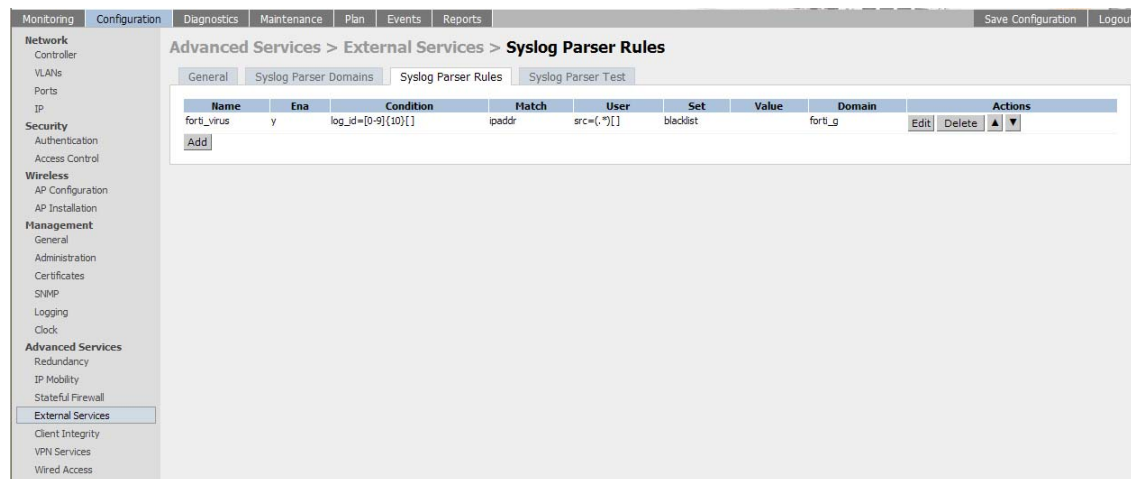 Monitoring Configuration Diagnostics Maintenance Plan Events Reports Save Configuration Logout
Network
Controller
VLANs
Ports
IP
Security
Authentication
Access Control
Wireless
AP Configuration
AP Installation
Management
General
Administration
Certificates
SNMP
Logging
Clock
Advanced Services
Redundancy
IP Mobility
Stateful Firewall
External Services
Client Integrity
VPN Services
Wired Access
Advanced Services > External Services > Syslog Parser Rules
General Syslog Parser Domains Syslog Parser Rules Syslog Parser Test
Name Ena Condition Match User Set Value Domain Actions
forti_virus y log_id=[0-9]{10}[ ] ipaddr src=(.*)[ ] blacklist forti_g Edit Delete ▲ ▼
Add